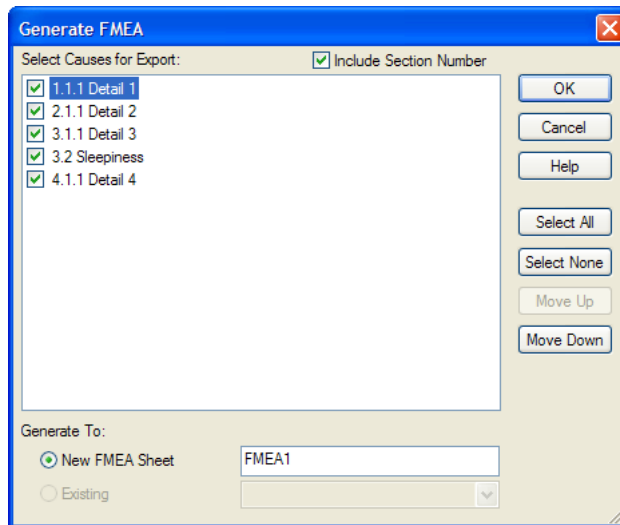 Generate FMEA
Select Causes for Export:
Include Section Number
1.1.1 Detail 1
2.1.1 Detail 2
3.1.1 Detail 3
3.2 Sleepiness
4.1.1 Detail 4
OK
Cancel
Help
Select All
Select None
Move Up
Move Down
Generate To:
New FMEA Sheet
FMEA1
Existing